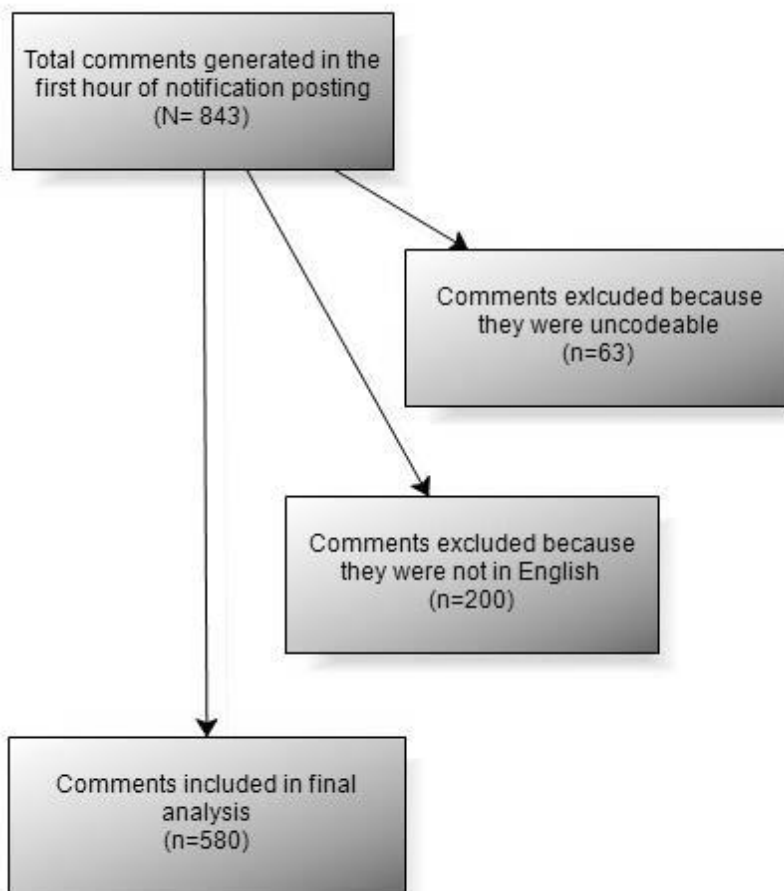 Total comments generated in the
first hour of notification posting
(N= 843)
Comments exlcuded because
they were uncodeable
(n=63)
Comments excluded because
they were not in English
(n=200)
Comments included in final
analysis
(n=580)